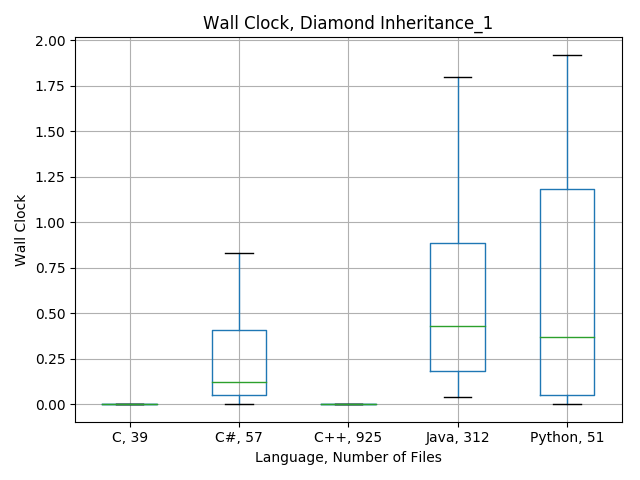 Wall Clock, Diamond Inheritance_1
2.00
1.75
1.50
1.25
1.00
0.75
0.50
0.25
0.00
Wall Clock
C, 39 C#, 57 C++, 925 Java, 312 Python, 51
Language, Number of Files